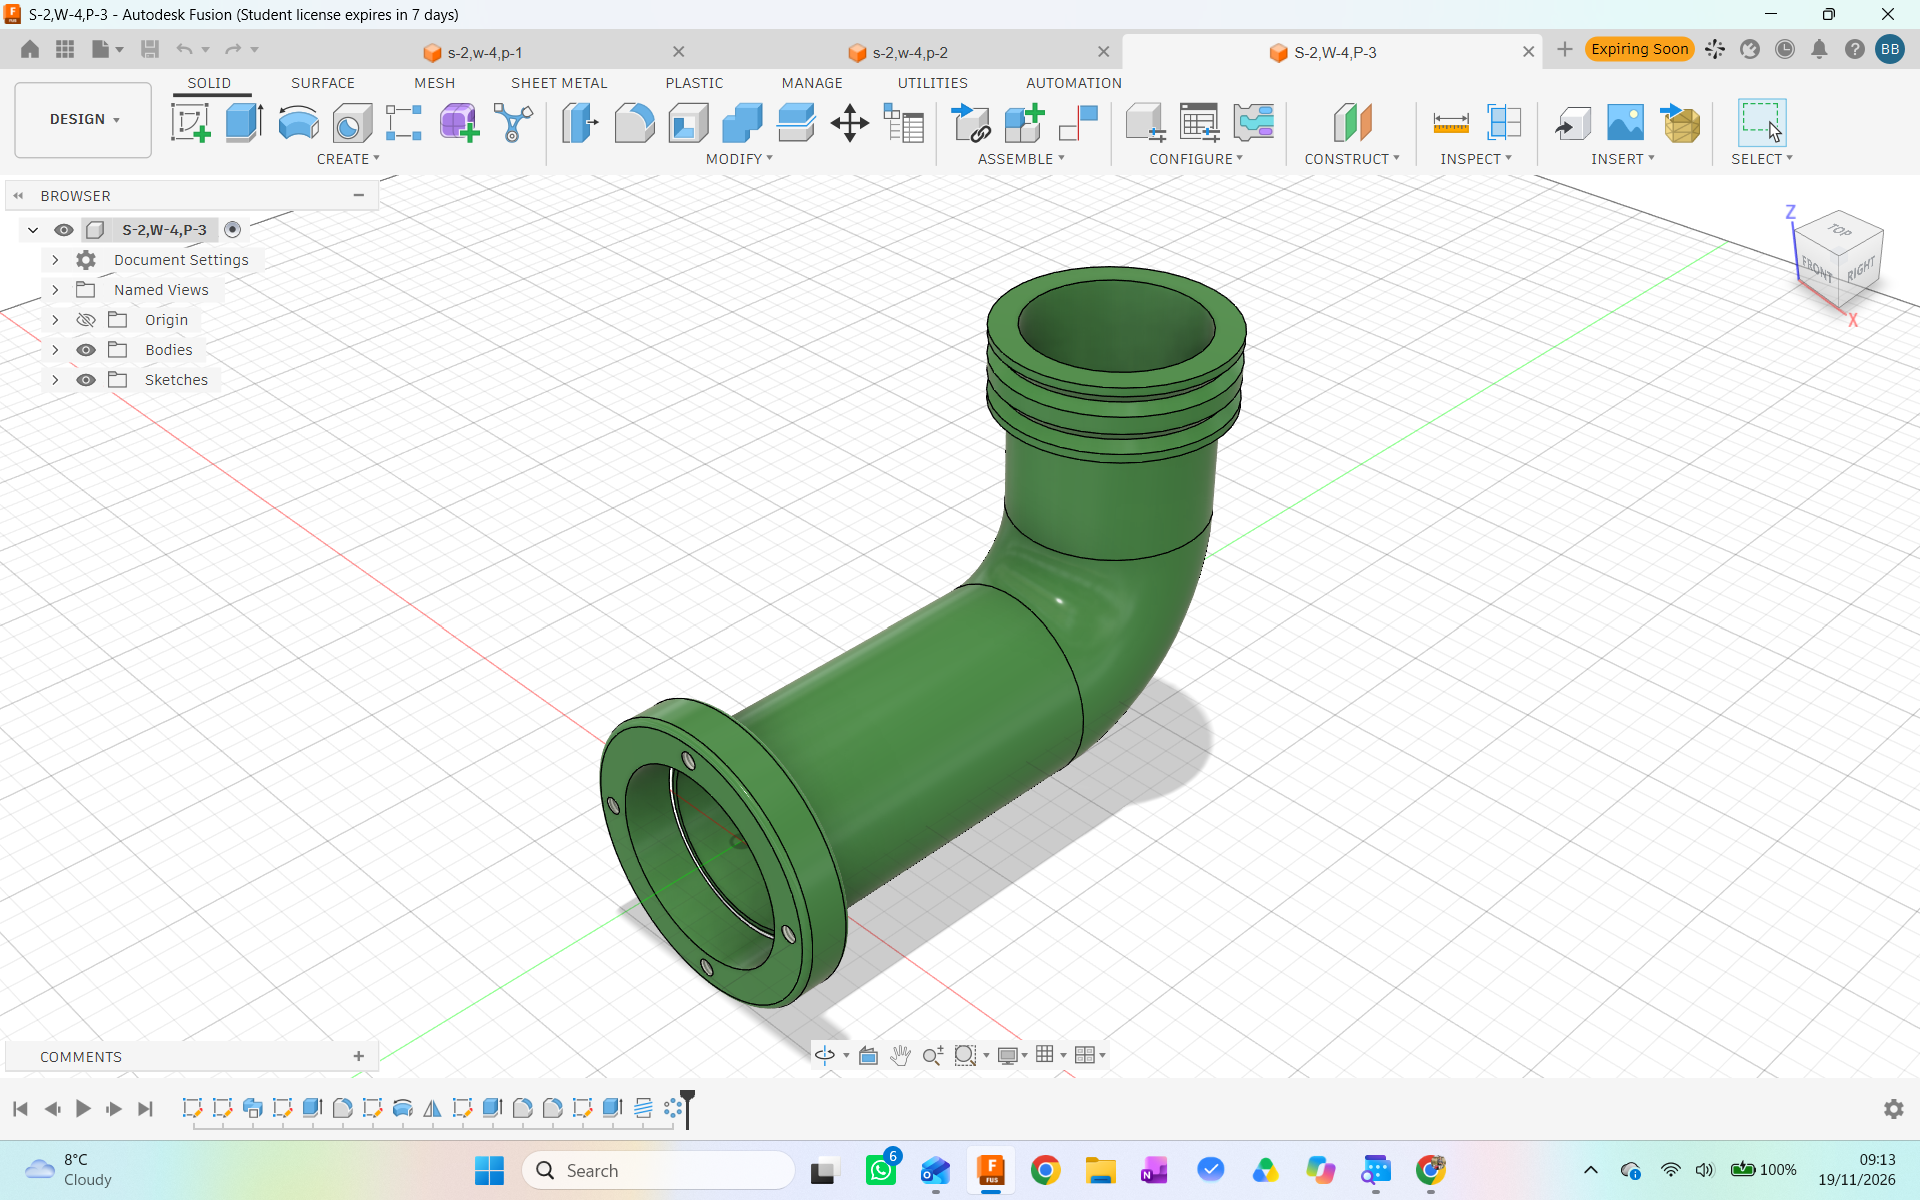 S-2,W-4,P-3 - Autodesk Fusion (Student license expires in 7 days)
s-2,w-4,p-1
s-2,w-4,p-2
S-2,W-4,P-3
Expiring Soon
BB
SOLID SURFACE MESH SHEET METAL PLASTIC MANAGE UTILITIES AUTOMATION
DESIGN
CREATE MODIFY ASSEMBLE CONFIGURE CONSTRUCT INSPECT INSERT SELECT
BROWSER
S-2,W-4,P-3
Document Settings
Named Views
Origin
Bodies
Sketches
Z
TOP
FRONT
RIGHT
X
COMMENTS
8°C
Cloudy
Search
6
FUS
100%
09:13
19/11/2026